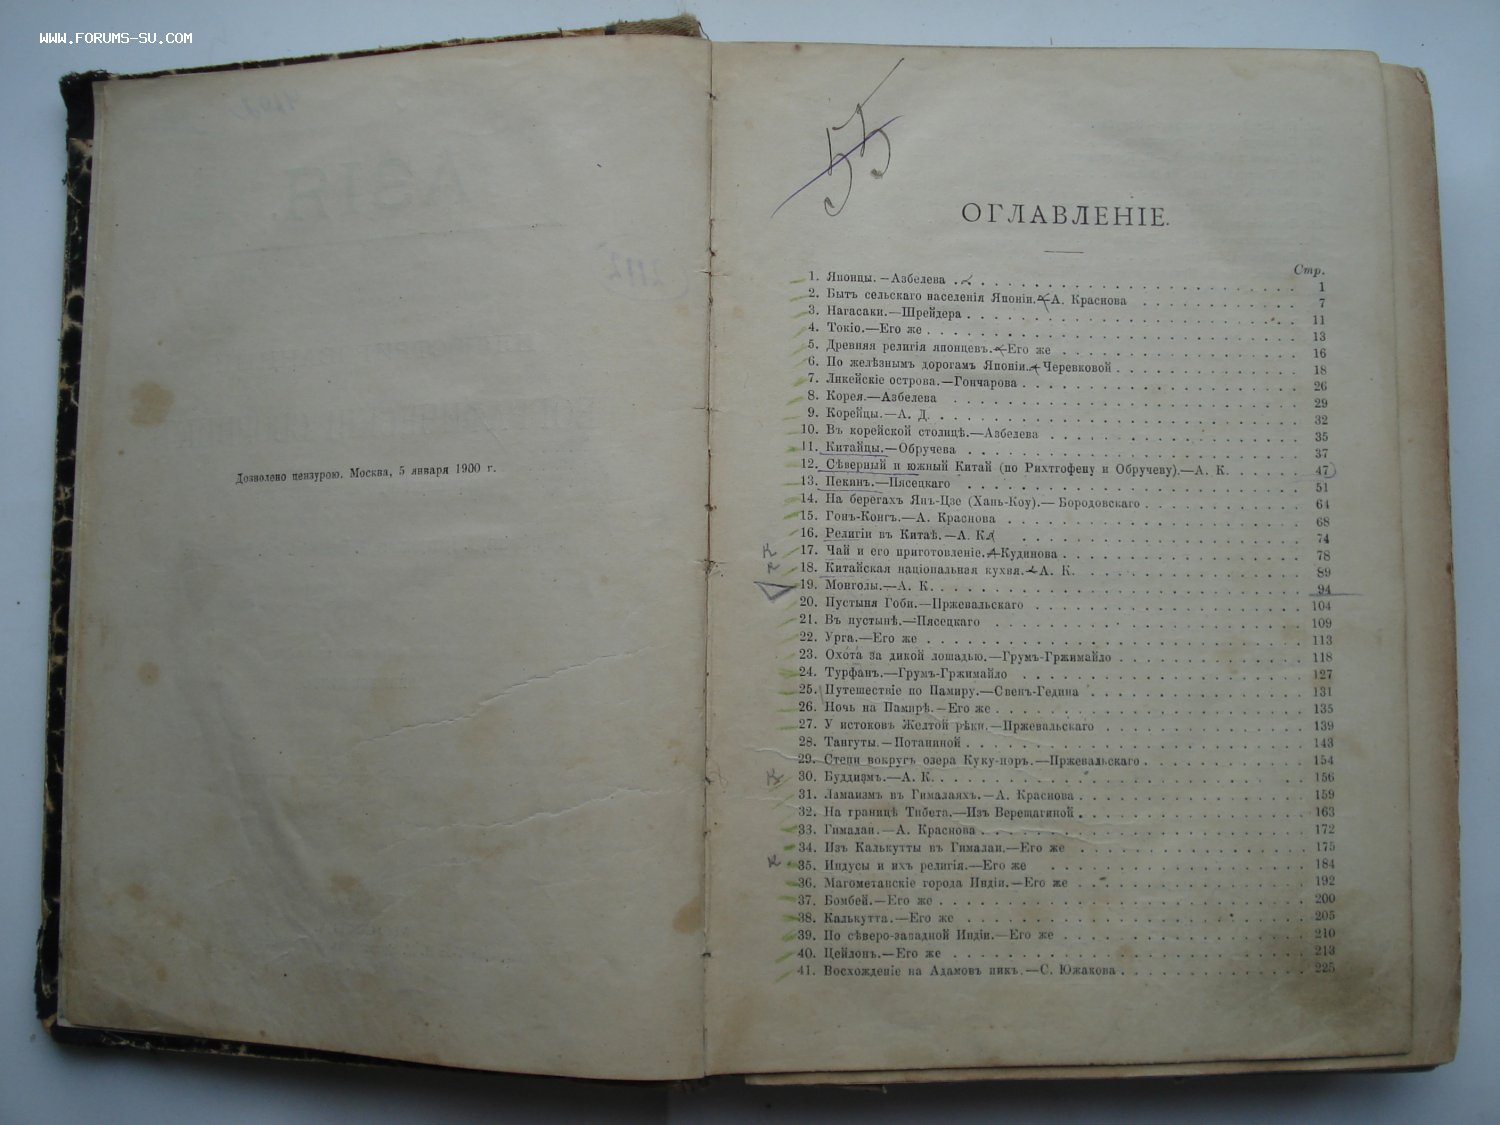 WWW.FORUMS-SU.COM
Дозволено цензурою. Москва, 5 января 1900 г.
55
ОГЛАВЛЕНІЕ.
Стр.
1. Японцы.—Азбелева . . . 1
2. Бытъ сельскаго населенія Японіи.—А. Краснова . . . 7
3. Нагасаки.—Шрейдера . . . 11
4. Токіо.—Его же . . . 13
5. Древняя религія японцевъ.—Его же . . . 16
6. По желѣзнымъ дорогамъ Японіи.—Черевковой . . . 18
7. Ликейскіе острова.—Гончарова . . . 26
8. Корея.—Азбелева . . . 29
9. Корейцы.—А. Д. . . . 32
10. Въ корейской столицѣ.—Азбелева . . . 35
11. Китайцы.—Обручева . . . 37
12. Сѣверный и южный Китай (по Рихтгофену и Обручеву).—А. К. . . . 47
13. Пекинъ.—Пясецкаго . . . 51
14. На берегахъ Янъ-Цзе (Хань-Коу).—Бородовскаго . . . 64
15. Гонъ-Конгъ.—А. Краснова . . . 68
16. Религіи въ Китаѣ.—А. К. . . . 74
17. Чай и его приготовленіе.—Кудинова . . . 78
18. Китайская національная кухня.—А. К. . . . 89
19. Монголы.—А. К. . . . 94
20. Пустыня Гоби.—Пржевальскаго . . . 104
21. Въ пустынѣ.—Пясецкаго . . . 109
22. Урга.—Его же . . . 113
23. Охота за дикой лошадью.—Грумъ-Гржимайло . . . 118
24. Турфанъ.—Грумъ-Гржимайло . . . 127
25. Путешествіе по Памиру.—Свенъ-Гедина . . . 131
26. Ночь на Памирѣ.—Его же . . . 135
27. У истоковъ Желтой рѣки.—Пржевальскаго . . . 139
28. Тангуты.—Потаниной . . . 143
29. Степи вокругъ озера Куку-норъ.—Пржевальскаго . . . 154
30. Буддизмъ.—А. К. . . . 156
31. Ламаизмъ въ Гималаяхъ.—А. Краснова . . . 159
32. На границѣ Тибета.—Изъ Верещагиной . . . 163
33. Гималаи.—А. Краснова . . . 172
34. Изъ Калькутты въ Гималаи.—Его же . . . 175
35. Индусы и ихъ религія.—Его же . . . 184
36. Магометанскіе города Индіи.—Его же . . . 192
37. Бомбей.—Его же . . . 200
38. Калькутта.—Его же . . . 205
39. По сѣверо-западной Индіи.—Его же . . . 210
40. Цейлонъ.—Его же . . . 213
41. Восхожденіе на Адамовъ пикъ.—С. Южакова . . . 225